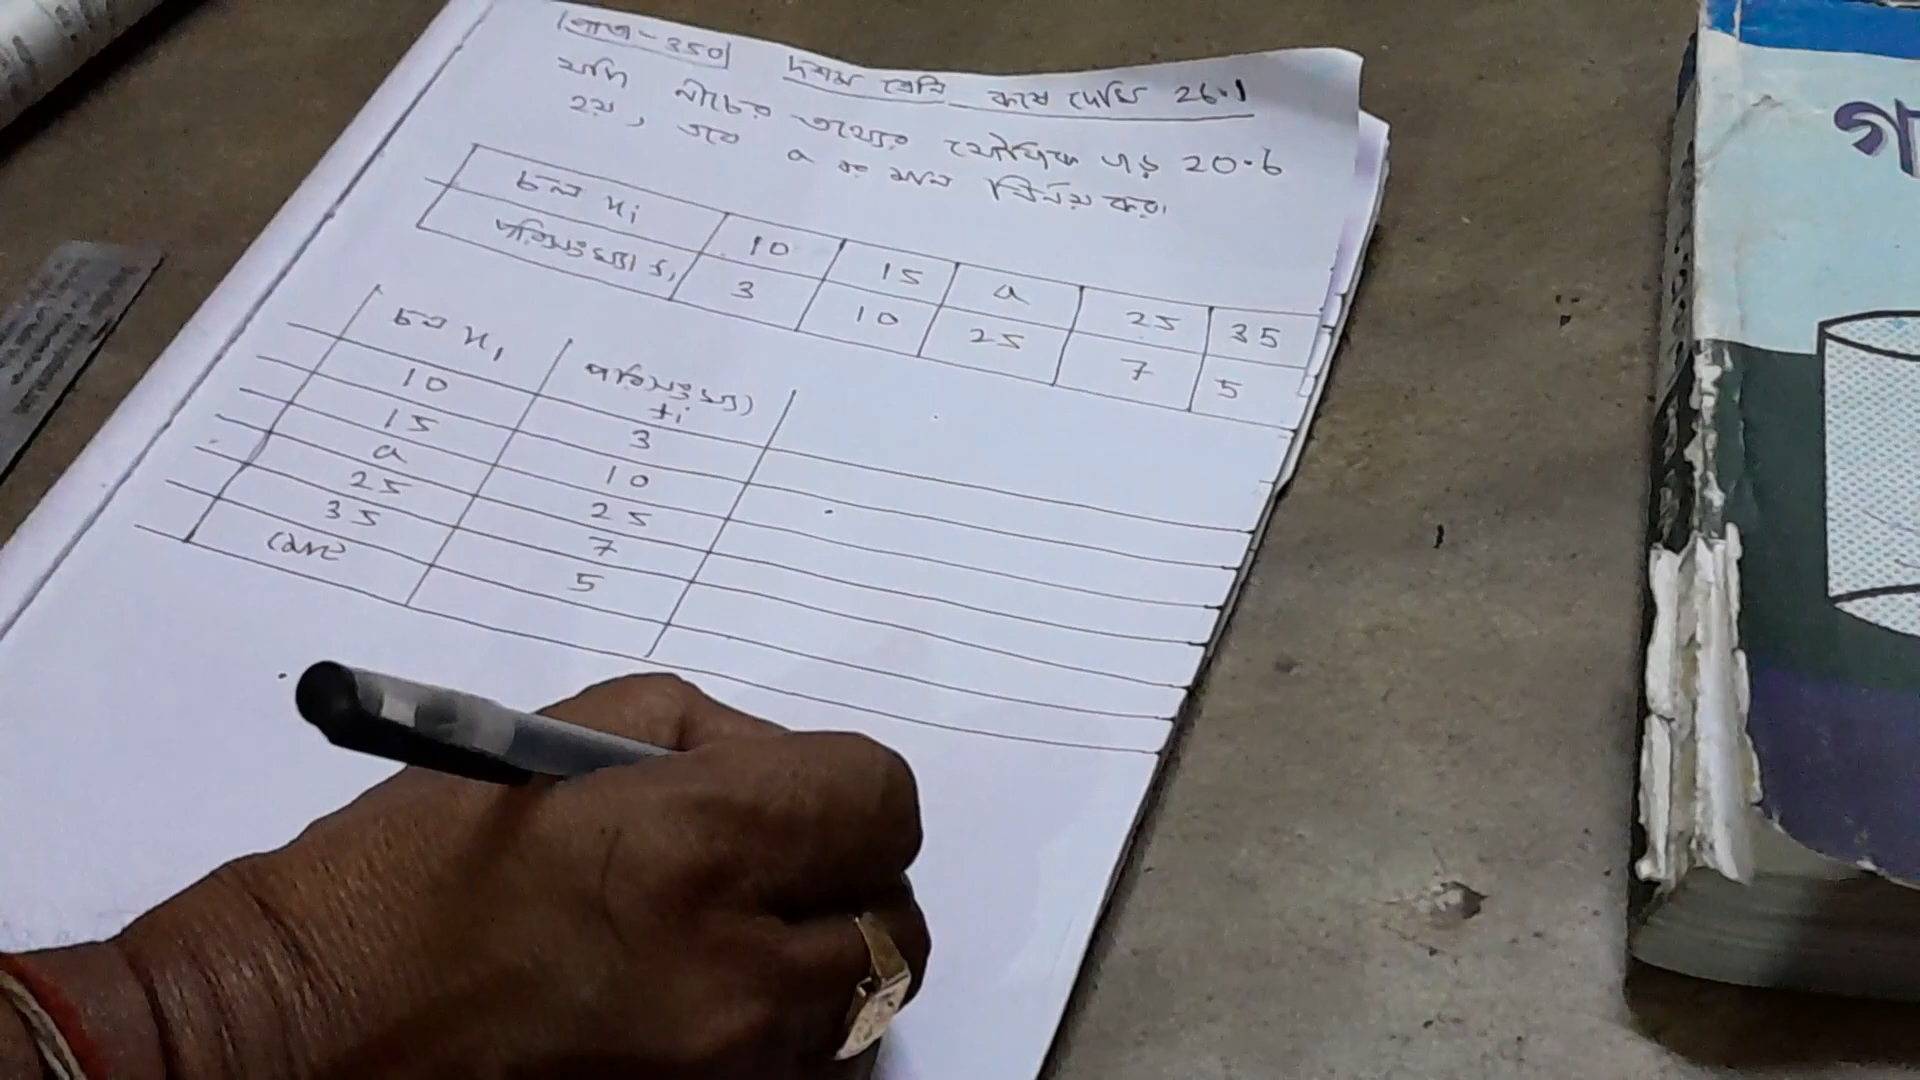 পাতা-350 দশম শ্রেণি কষে দেখি 26.1
যদি নীচের তথ্যের যৌগিক গড় 20.6
হয়, তবে a এর মান নির্ণয় করো।
চল xi 10 15 a 25 35
পরিসংখ্যা fi 3 10 25 7 5
চল xi পরিসংখ্যা fi
10 3
15 10
a 25
25 7
35 5
মোট
গ